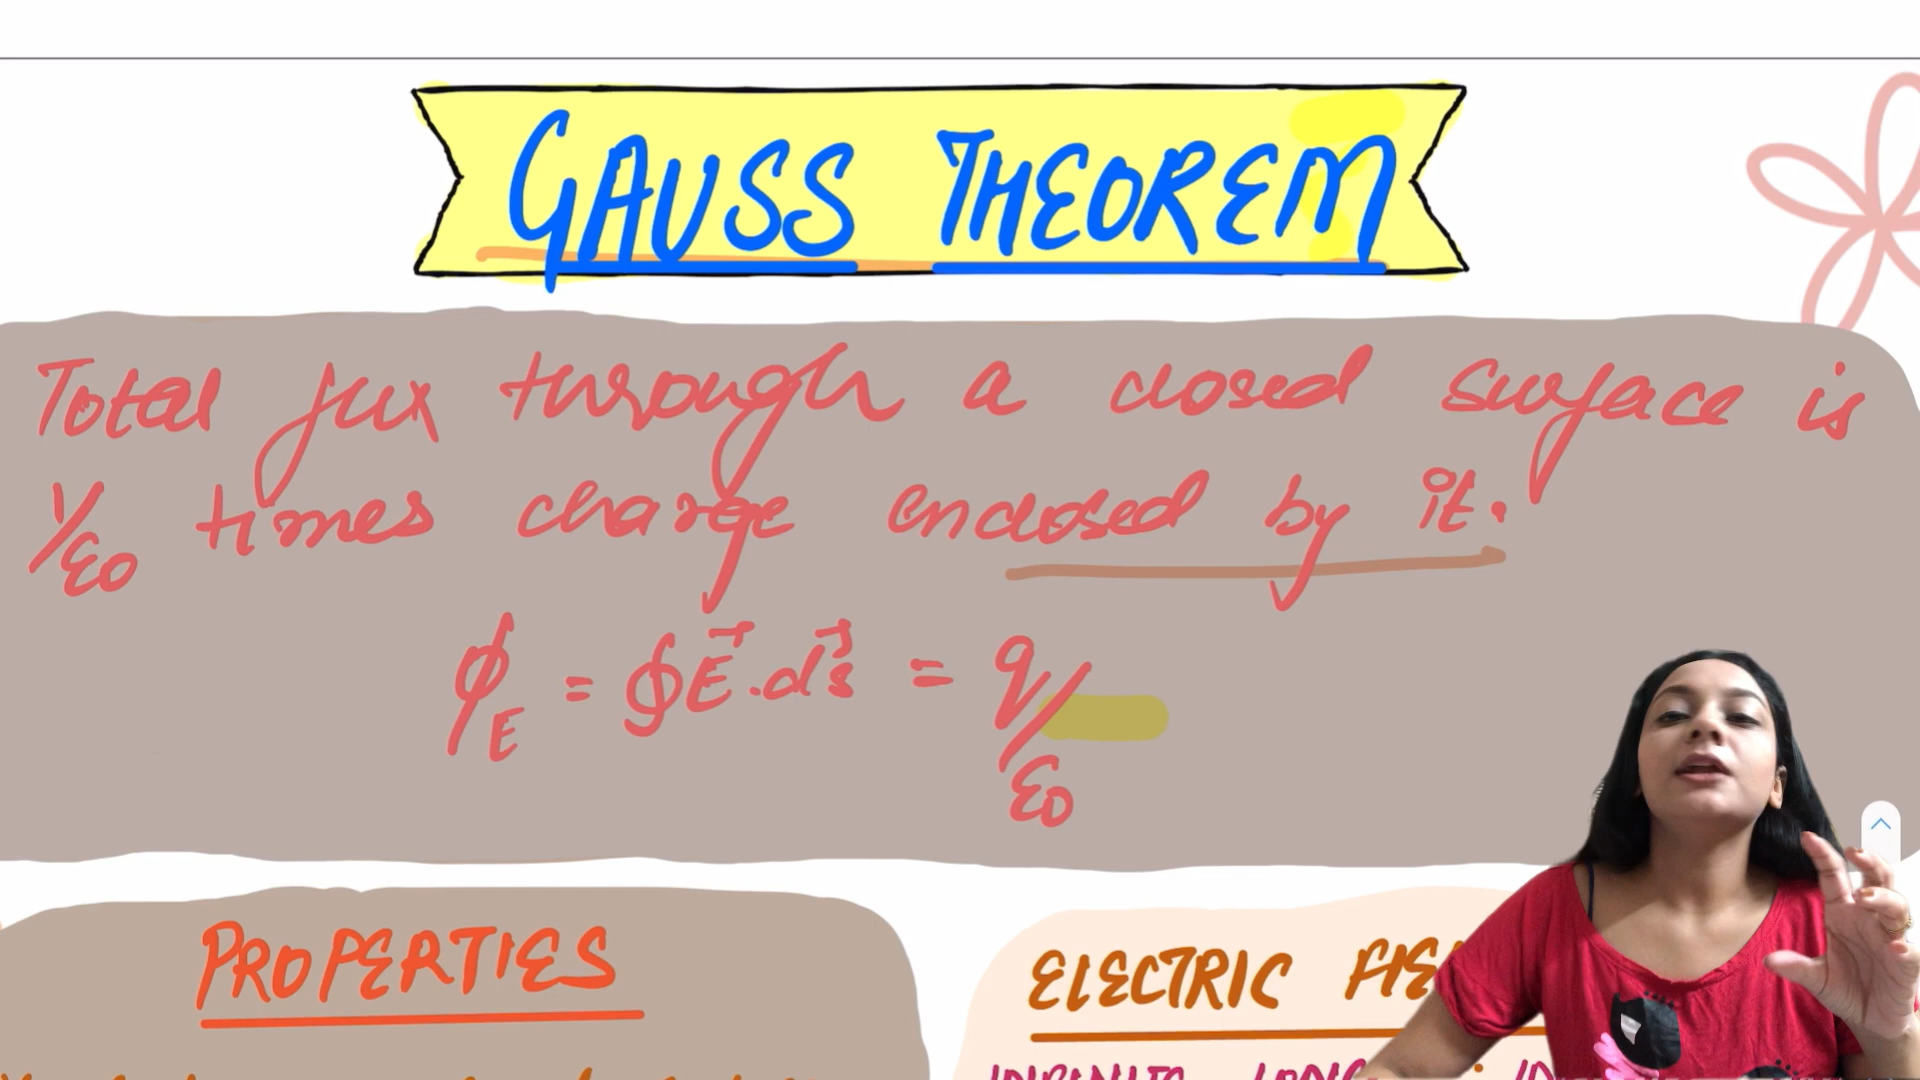 GAUSS THEOREM
Total flux through a closed surface is
1/ε0 times charge enclosed by it.
ϕE = ∮E⃗.ds⃗ = q/ε0
PROPERTIES
ELECTRIC FIE